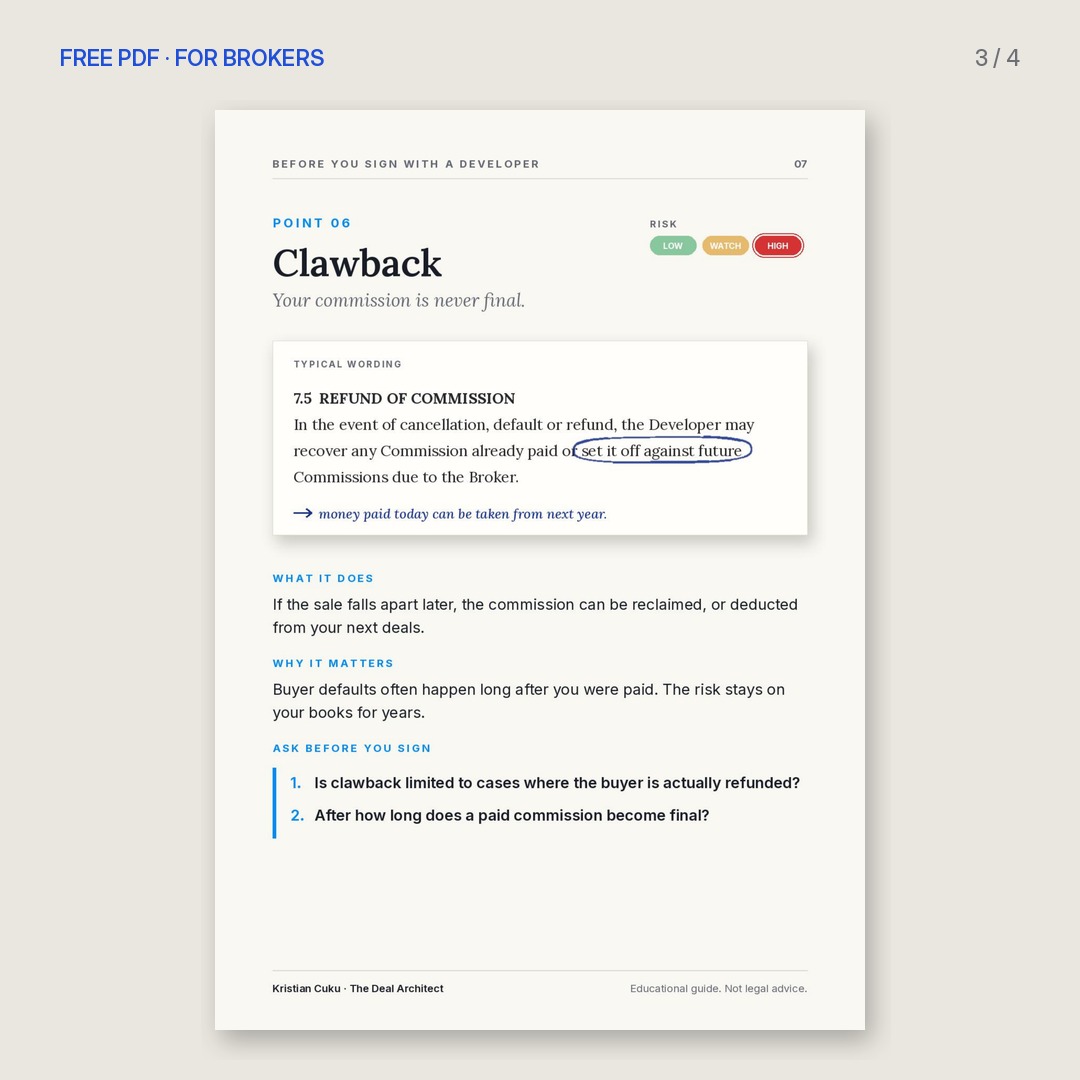 FREE PDF · FOR BROKERS
3 / 4
BEFORE YOU SIGN WITH A DEVELOPER
07
POINT 06
RISK
LOW WATCH HIGH
Clawback
Your commission is never final.
TYPICAL WORDING
7.5 REFUND OF COMMISSION
In the event of cancellation, default or refund, the Developer may
recover any Commission already paid or set it off against future
Commissions due to the Broker.
→ money paid today can be taken from next year.
WHAT IT DOES
If the sale falls apart later, the commission can be reclaimed, or deducted
from your next deals.
WHY IT MATTERS
Buyer defaults often happen long after you were paid. The risk stays on
your books for years.
ASK BEFORE YOU SIGN
1. Is clawback limited to cases where the buyer is actually refunded?
2. After how long does a paid commission become final?
Kristian Cuku · The Deal Architect
Educational guide. Not legal advice.